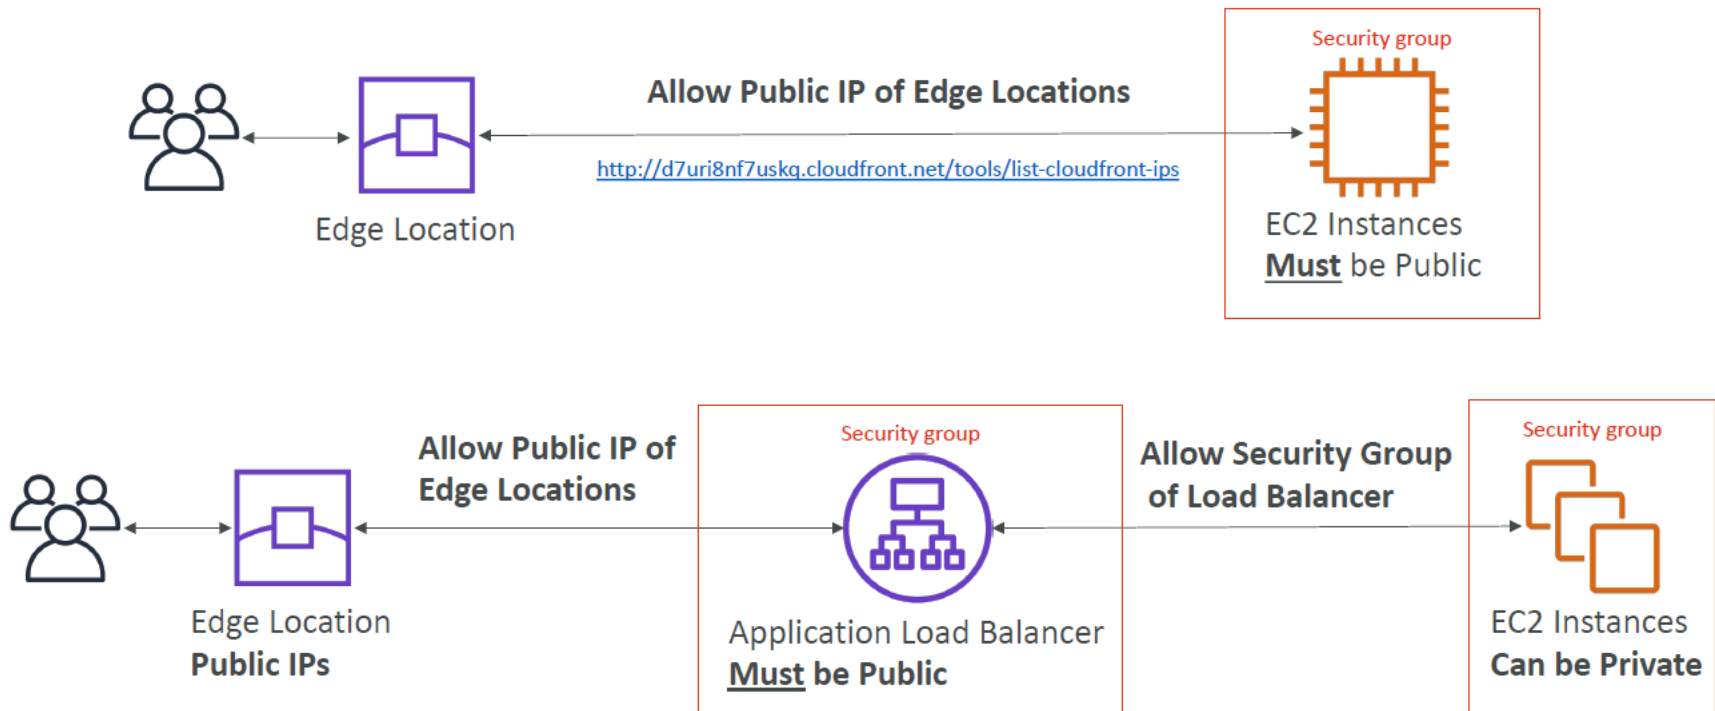 Security group
Allow Public IP of Edge Locations
http://d7uri8nf7uskq.cloudfront.net/tools/list-cloudfront-ips
Edge Location
EC2 Instances
Must be Public
Allow Public IP of
Edge Locations
Security group
Allow Security Group
of Load Balancer
Security group
Edge Location
Public IPs
Application Load Balancer
Must be Public
EC2 Instances
Can be Private